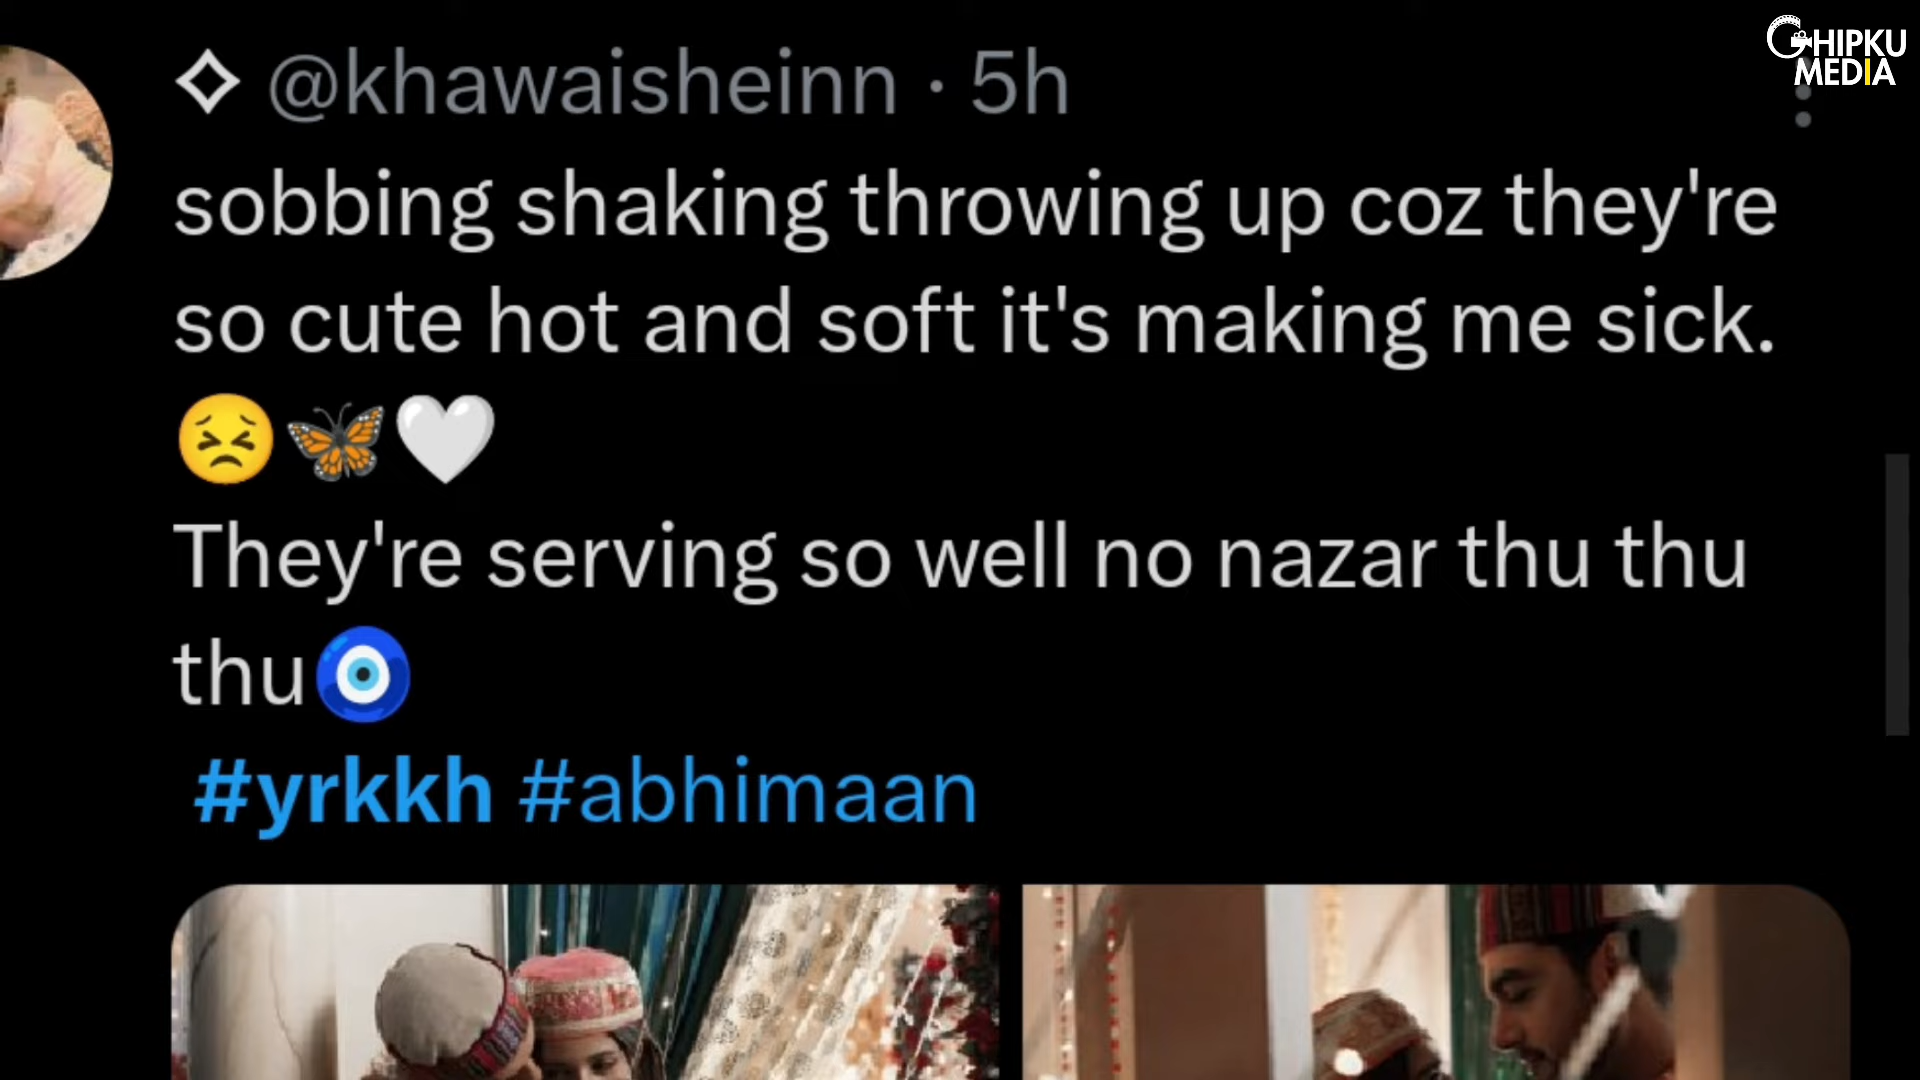 GHIPKU
MEDIA
@khawaisheinn · 5h
sobbing shaking throwing up coz they're
so cute hot and soft it's making me sick.
😣🦋🤍
They're serving so well no nazar thu thu
thu🧿
#yrkkh #abhimaan